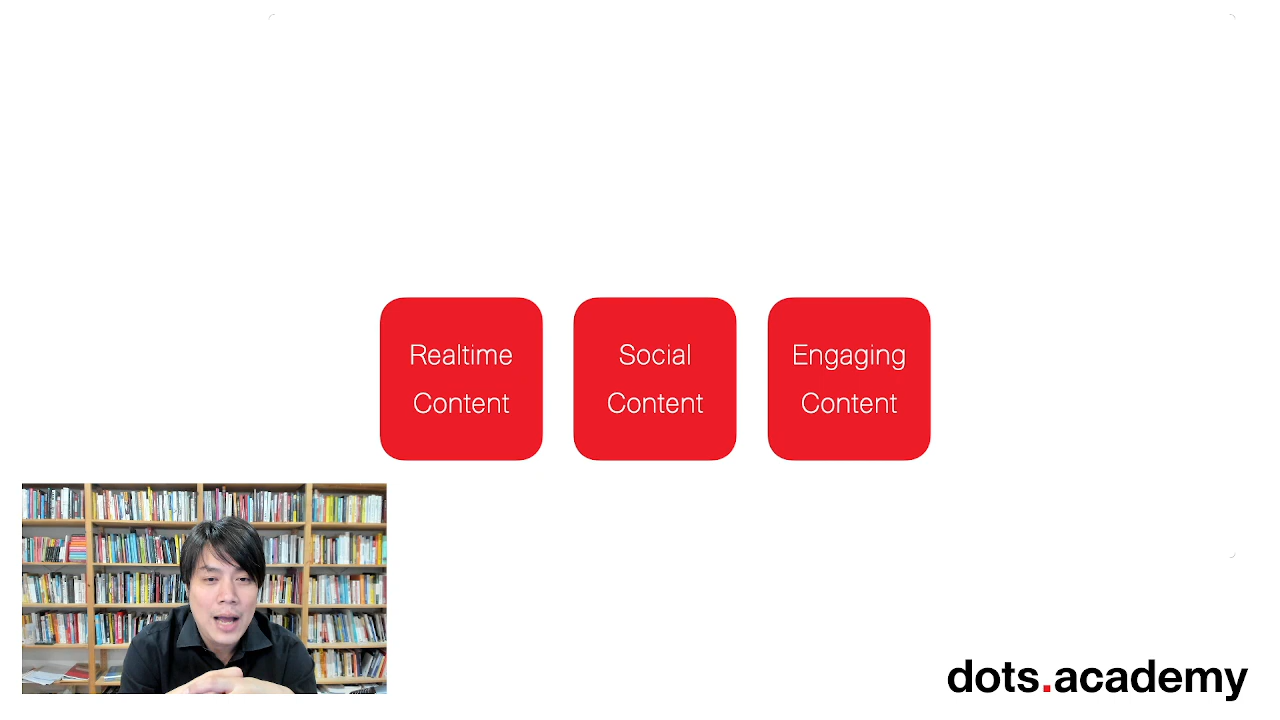 Realtime
Content
Social
Content
Engaging
Content
dots.academy